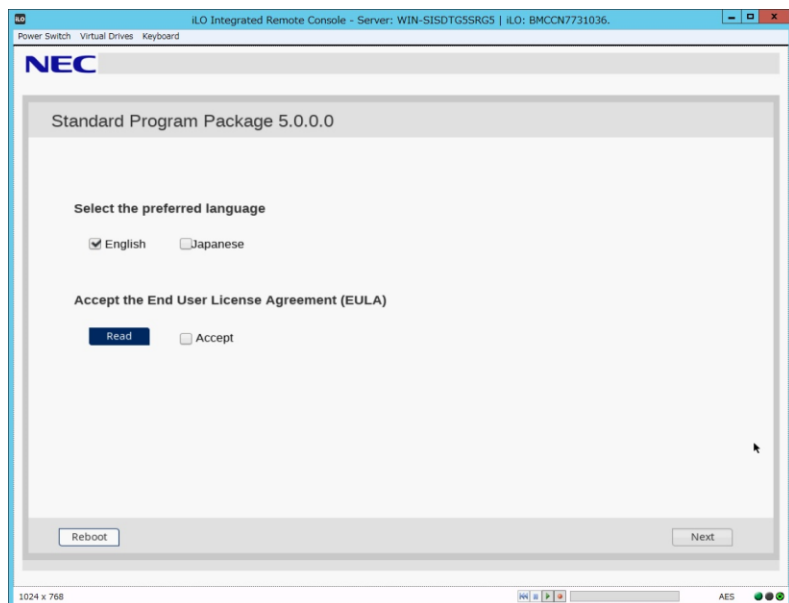 iLO Integrated Remote Console - Server: WIN-SISDTG5SRG5 | iLO: BMCCN7731036.
Power Switch Virtual Drives Keyboard
NEC
Standard Program Package 5.0.0.0
Select the preferred language
English Japanese
Accept the End User License Agreement (EULA)
Read Accept
Reboot Next
1024 x 768 AES